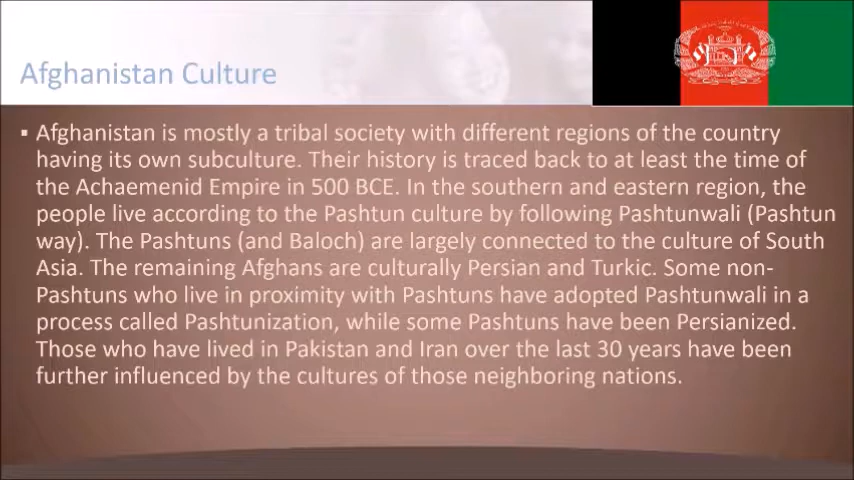 Afghanistan Culture
▪ Afghanistan is mostly a tribal society with different regions of the country
having its own subculture. Their history is traced back to at least the time of
the Achaemenid Empire in 500 BCE. In the southern and eastern region, the
people live according to the Pashtun culture by following Pashtunwali (Pashtun
way). The Pashtuns (and Baloch) are largely connected to the culture of South
Asia. The remaining Afghans are culturally Persian and Turkic. Some non-
Pashtuns who live in proximity with Pashtuns have adopted Pashtunwali in a
process called Pashtunization, while some Pashtuns have been Persianized.
Those who have lived in Pakistan and Iran over the last 30 years have been
further influenced by the cultures of those neighboring nations.